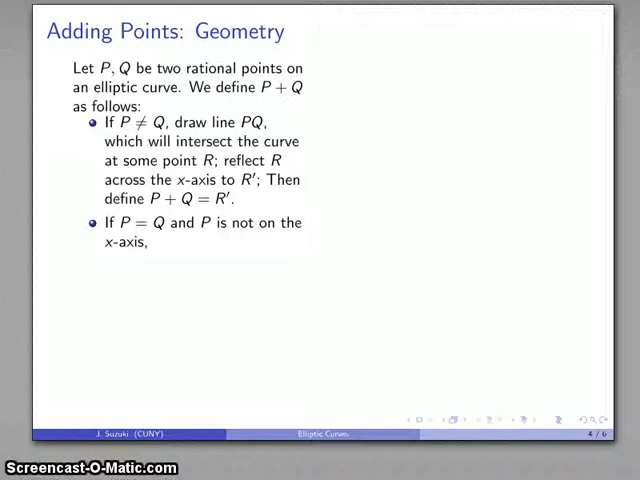 Adding Points: Geometry
Let P, Q be two rational points on
an elliptic curve. We define P + Q
as follows:
If P ≠ Q, draw line PQ,
which will intersect the curve
at some point R; reflect R
across the x-axis to R′; Then
define P + Q = R′.
If P = Q and P is not on the
x-axis,
J. Suzuki (CUNY)
Elliptic Curves
4 / 6
Screencast-O-Matic.com